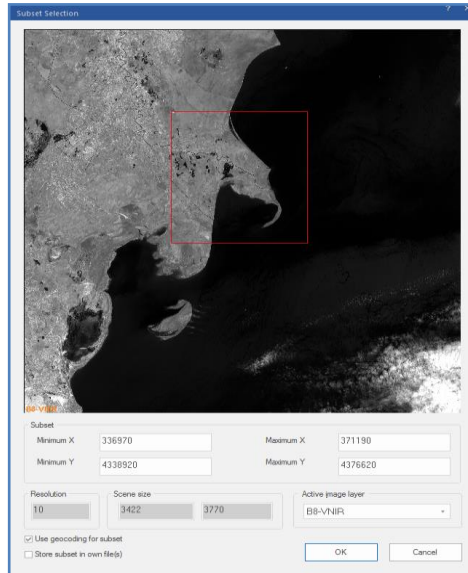 Subset Selection
? ×
B8-VNIR
Subset
Minimum X 336970 Maximum X 371190
Minimum Y 4338920 Maximum Y 4376620
Resolution Scene size Active image layer
10 3422 3770 B8-VNIR
Use geocoding for subset
Store subset in own file(s)
OK Cancel